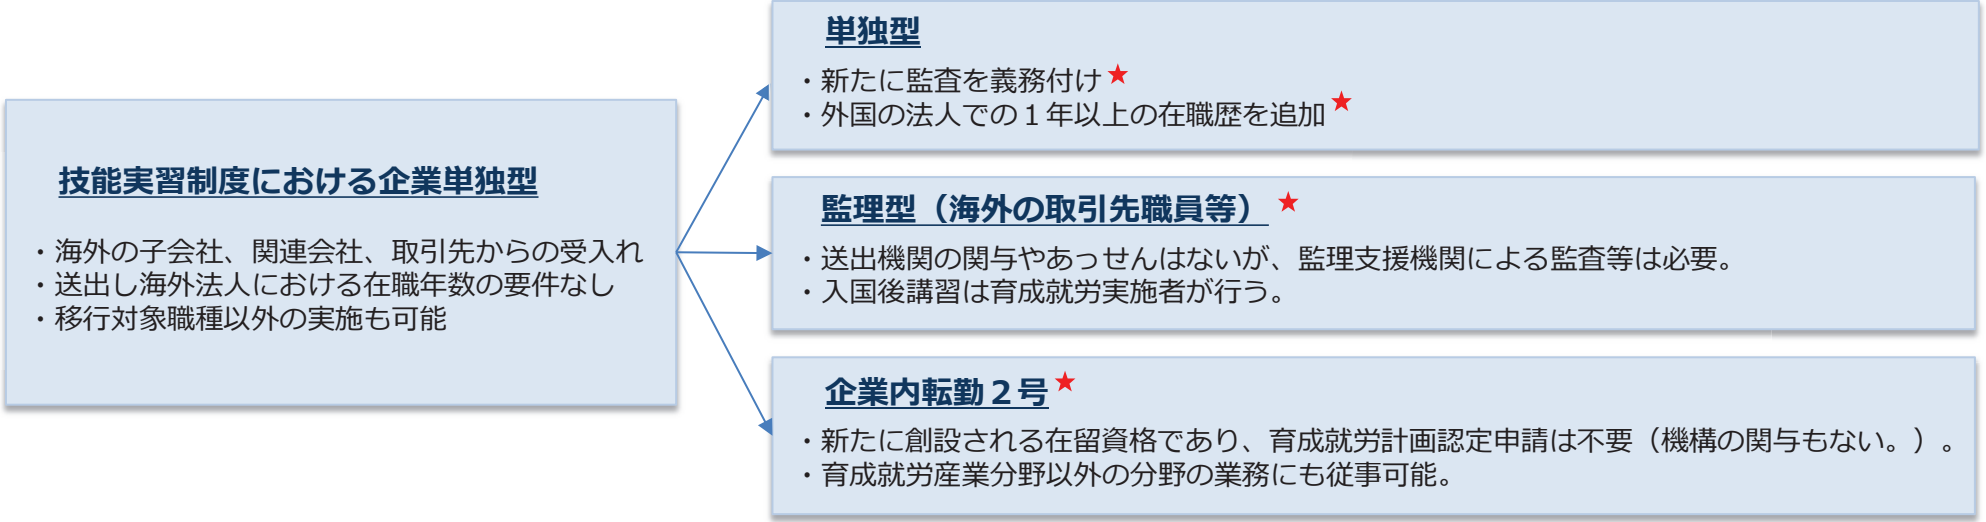 技能実習制度における企業単独型
・海外の子会社、関連会社、取引先からの受入れ
・送出し海外法人における在職年数の要件なし
・移行対象職種以外の実施も可能
単独型
・新たに監査を義務付け★
・外国の法人での１年以上の在職歴を追加★
監理型（海外の取引先職員等）★
・送出機関の関与やあっせんはないが、監理支援機関による監査等は必要。
・入国後講習は育成就労実施者が行う。
企業内転勤２号★
・新たに創設される在留資格であり、育成就労計画認定申請は不要（機構の関与もない。）。
・育成就労産業分野以外の分野の業務にも従事可能。